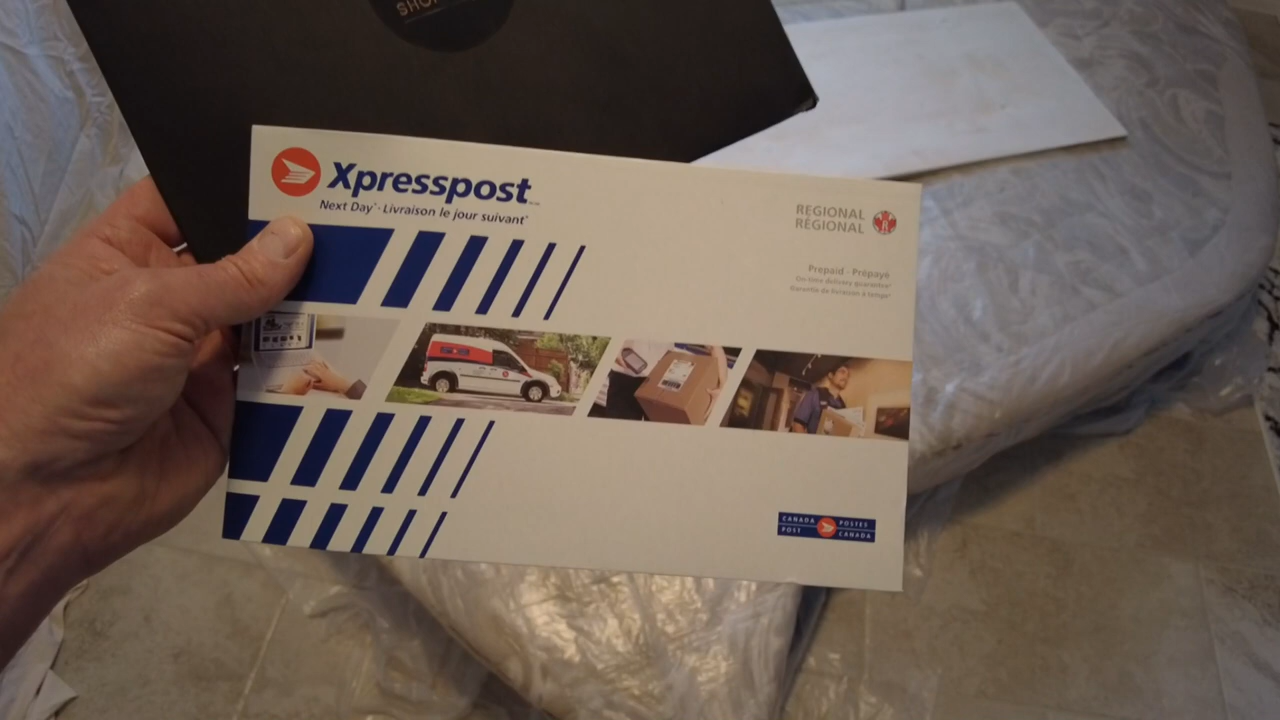 SHOP
Xpresspost
Next Day* · Livraison le jour suivant*
REGIONAL
RÉGIONAL
Prepaid · Prépayé
On-time delivery guarantee*
Garantie de livraison à temps*
CANADA POSTES
POST CANADA